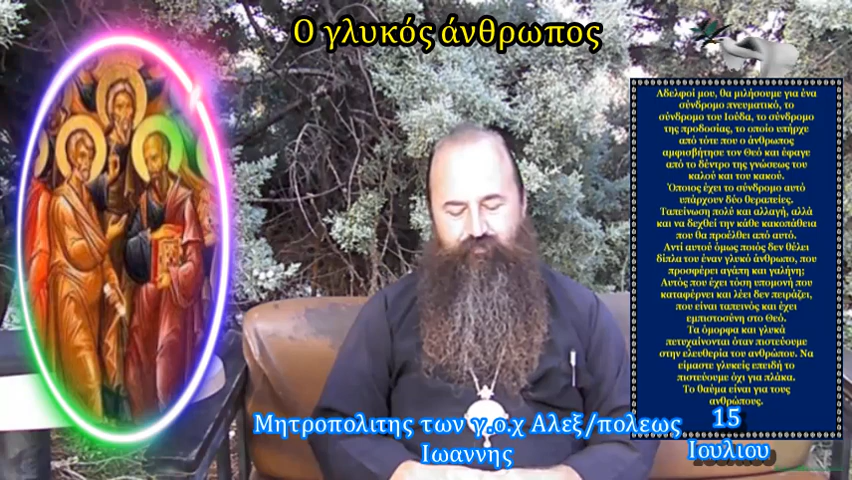 Ο γλυκός άνθρωπος
Αδελφοί μου, θα μιλήσουμε για ένα
σύνδρομο πνευματικό, το
σύνδρομο του Ιούδα, το σύνδρομο
της προδοσίας, το οποίο υπήρχε
από τότε που ο άνθρωπος
αμφισβήτησε τον Θεό και έφαγε
από το δέντρο της γνώσεως του
καλού και του κακού.
Όποιος έχει το σύνδρομο αυτό
υπάρχουν δύο θεραπείες.
Ταπείνωση πολύ και αλλαγή, αλλά
και να δεχθεί την κάθε κακοπάθεια
που θα προέλθει από αυτό.
Αντί αυτού όμως ποιός δεν θέλει
δίπλα του έναν γλυκό άνθρωπο, που
προσφέρει αγάπη και γαλήνη;
Αυτός που έχει τόση υπομονή που
καταφέρνει και λέει δεν πειράζει,
που είναι ταπεινός και έχει
εμπιστοσύνη στο Θεό.
Τα όμορφα και γλυκά
πετυχαίνονται όταν πιστεύουμε
στην ελευθερία του ανθρώπου. Να
είμαστε γλυκείς επειδή το
πιστεύουμε όχι για πλάκα.
Το θαύμα είναι για τους
ανθρώπους.
Μητροπολιτης των γ.ο.χ Αλεξ/πολεως
Ιωαννης
15
Ιουλιου